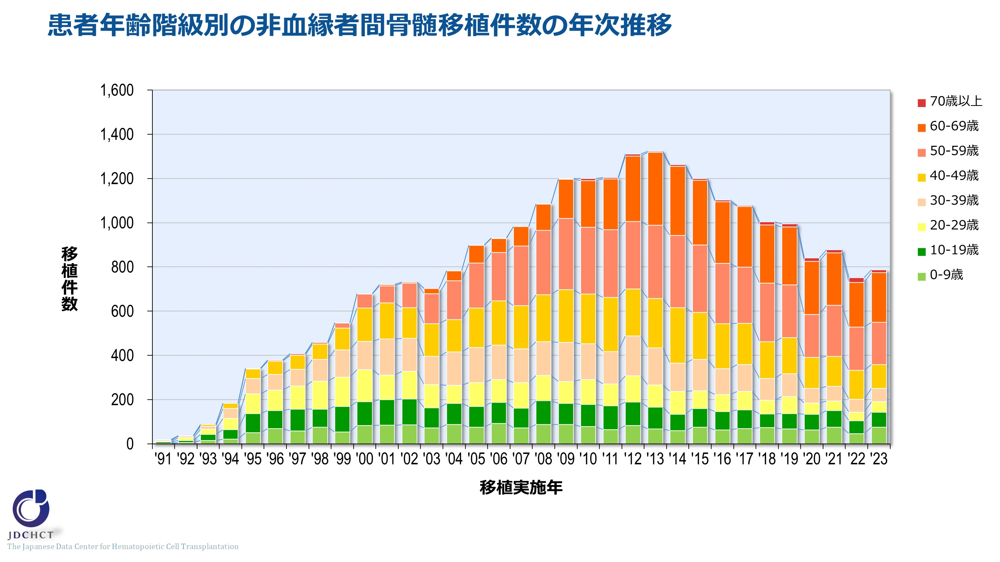 患者年齢階級別の非血縁者間骨髄移植件数の年次推移
1,600
1,400
1,200
1,000
800
600
400
200
0
移植件数
'91 '92 '93 '94 '95 '96 '97 '98 '99 '00 '01 '02 '03 '04 '05 '06 '07 '08 '09 '10 '11 '12 '13 '14 '15 '16 '17 '18 '19 '20 '21 '22 '23
移植実施年
70歳以上
60-69歳
50-59歳
40-49歳
30-39歳
20-29歳
10-19歳
0-9歳
JDCHCT
The Japanese Data Center for Hematopoietic Cell Transplantation